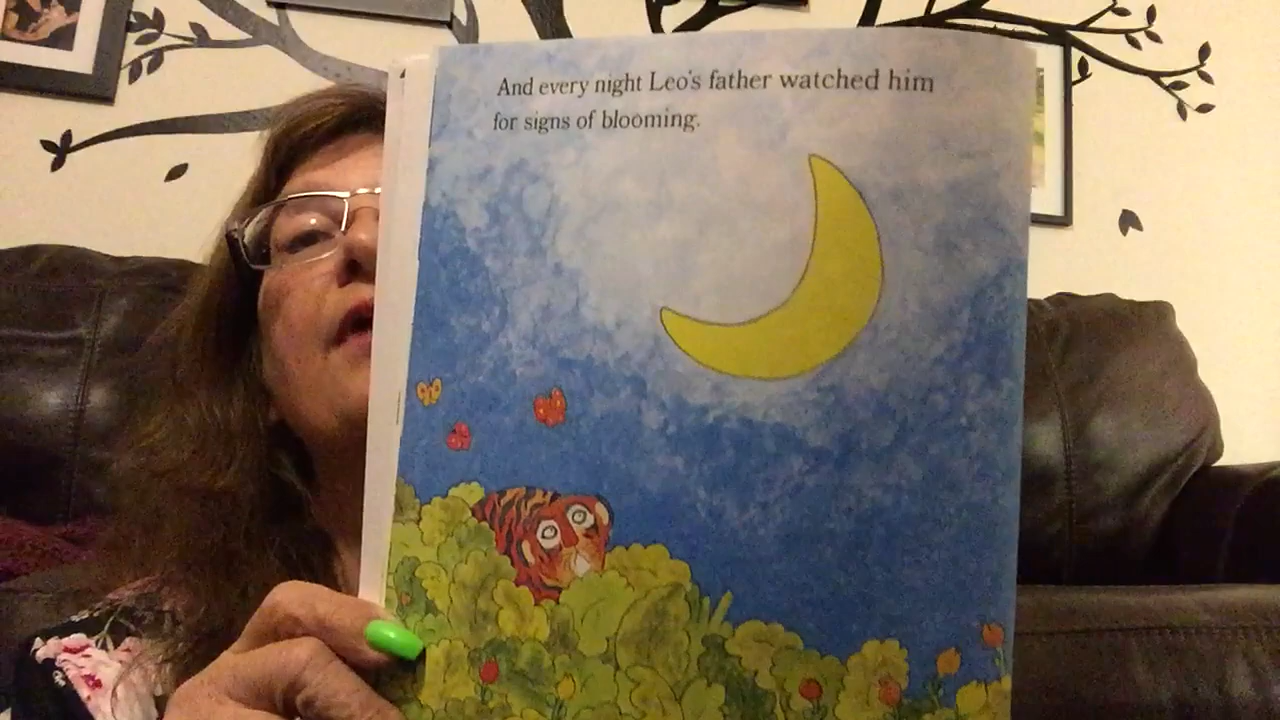 And every night Leo's father watched him
for signs of blooming.